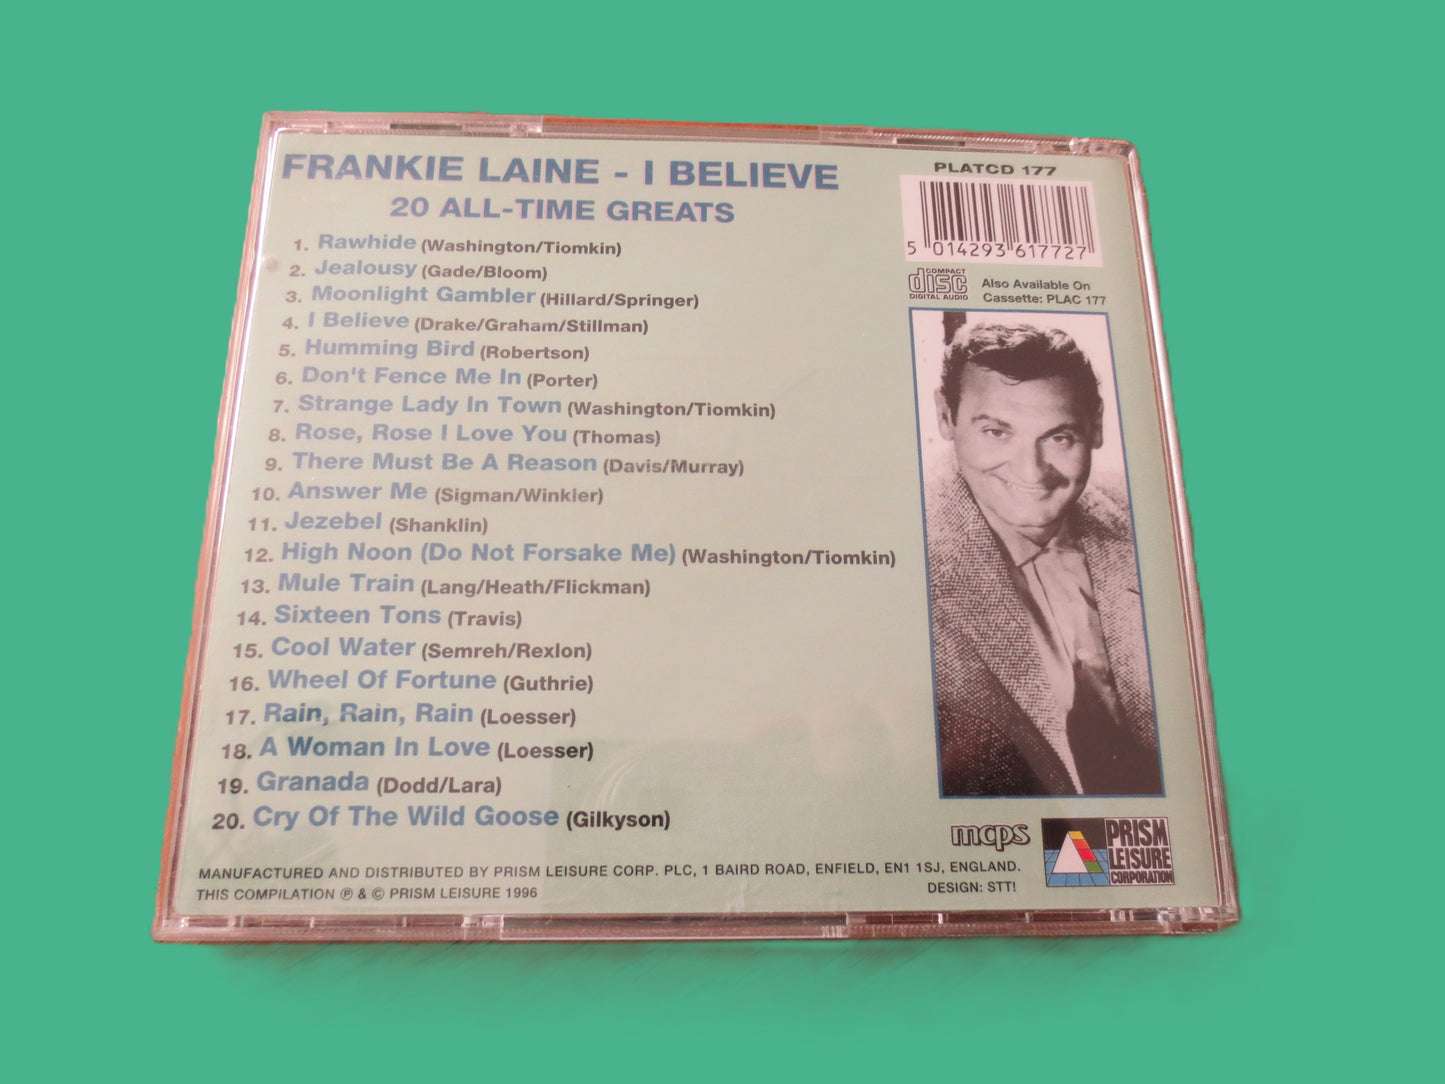 FRANKIE LAINE - I BELIEVE
20 ALL-TIME GREATS
1. Rawhide (Washington/Tiomkin)
2. Jealousy (Gade/Bloom)
3. Moonlight Gambler (Hillard/Springer)
4. I Believe (Drake/Graham/Stillman)
5. Humming Bird (Robertson)
6. Don't Fence Me In (Porter)
7. Strange Lady In Town (Washington/Tiomkin)
8. Rose, Rose I Love You (Thomas)
9. There Must Be A Reason (Davis/Murray)
10. Answer Me (Sigman/Winkler)
11. Jezebel (Shanklin)
12. High Noon (Do Not Forsake Me) (Washington/Tiomkin)
13. Mule Train (Lang/Heath/Flickman)
14. Sixteen Tons (Travis)
15. Cool Water (Semreh/Rexlon)
16. Wheel Of Fortune (Guthrie)
17. Rain, Rain, Rain (Loesser)
18. A Woman In Love (Loesser)
19. Granada (Dodd/Lara)
20. Cry Of The Wild Goose (Gilkyson)
PLATCD 177
5 014293 617727
COMPACT
disc
DIGITAL AUDIO
Also Available On
Cassette: PLAC 177
mcps
PRISM
LEISURE
CORPORATION
MANUFACTURED AND DISTRIBUTED BY PRISM LEISURE CORP. PLC, 1 BAIRD ROAD, ENFIELD, EN1 1SJ, ENGLAND.
THIS COMPILATION ℗ & © PRISM LEISURE 1996
DESIGN: STT!